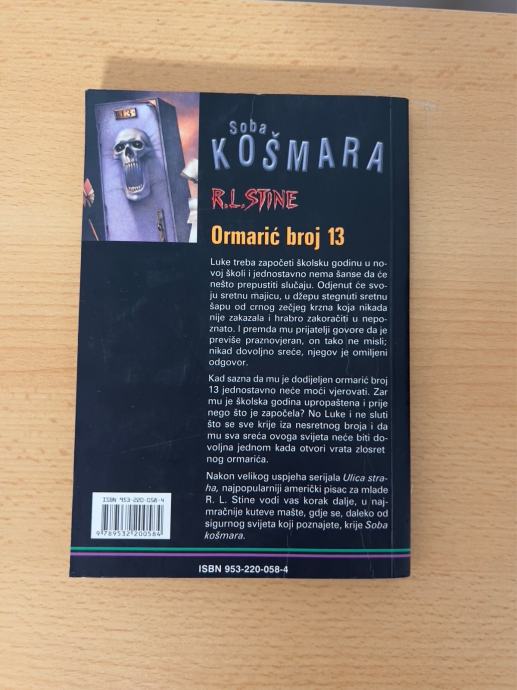 13
Soba
KOŠMARA
R.L.STINE
Ormarić broj 13
Luke treba započeti školsku godinu u no-
voj školi i jednostavno nema šanse da će
nešto prepustiti slučaju. Odjenut će svo-
ju sretnu majicu, u džepu stegnuti sretnu
šapu od crnog zečjeg krzna koja nikada
nije zakazala i hrabro zakoračiti u nepo-
znato. I premda mu prijatelji govore da je
previše praznovjeran, on tako ne misli;
nikad dovoljno sreće, njegov je omiljeni
odgovor.
Kad sazna da mu je dodijeljen ormarić broj
13 jednostavno neće moći vjerovati. Zar
mu je školska godina upropaštena i prije
nego što je započela? No Luke i ne sluti
što se sve krije iza nesretnog broja i da
mu sva sreća ovoga svijeta neće biti do-
voljna jednom kada otvori vrata zlosret
nog ormarića.
Nakon velikog uspjeha serijala Ulica stra-
ha, najpopularniji američki pisac za mlade
R. L. Stine vodi vas korak dalje, u naj-
mračnije kuteve mašte, gdje se, daleko od
sigurnog svijeta koji poznajete, krije Soba
košmara.
ISBN 953-220-058-4
9 789532 200584
ISBN 953-220-058-4